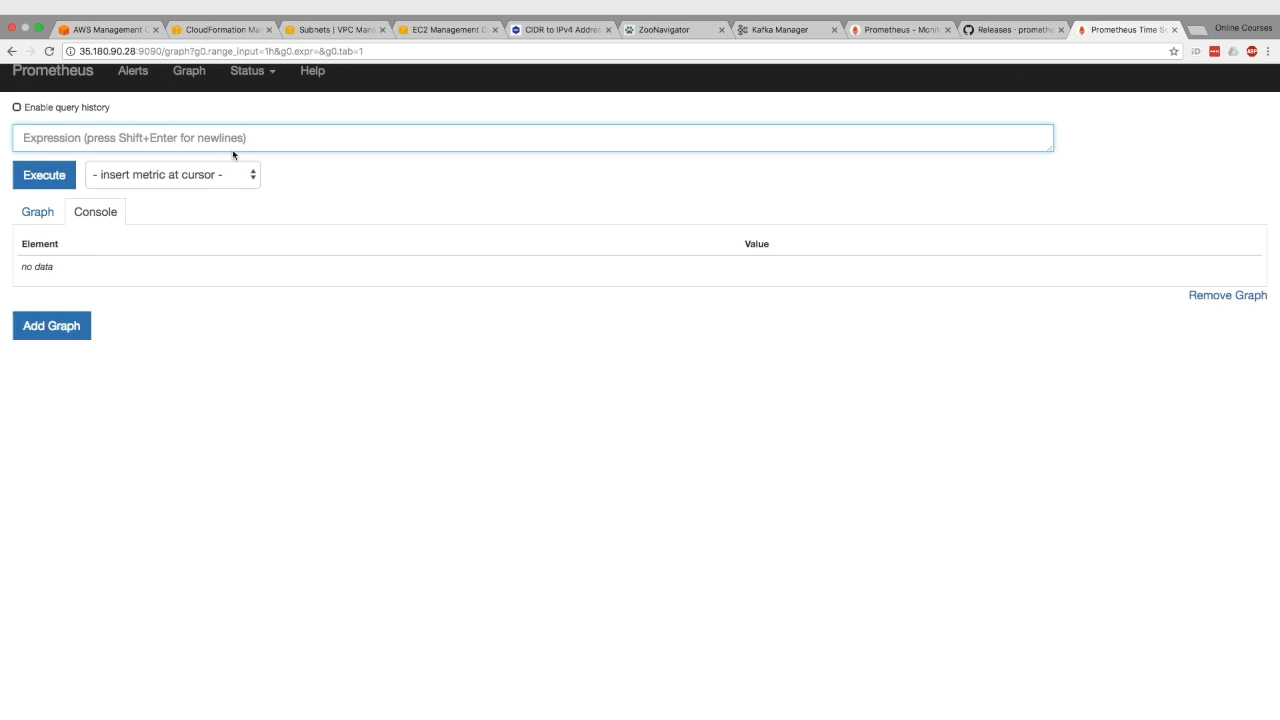 AWS Management C
CloudFormation Ma
Subnets | VPC Man
EC2 Management C
CIDR to IPv4 Addres
ZooNavigator
Kafka Manager
Prometheus - Monit
Releases · prometh
Prometheus Time S
Online Courses
35.180.90.28:9090/graph?g0.range_input=1h&g0.expr=&g0.tab=1
Prometheus Alerts Graph Status Help
Enable query history
Expression (press Shift+Enter for newlines)
Execute - insert metric at cursor -
Graph Console
Element Value
no data
Remove Graph
Add Graph